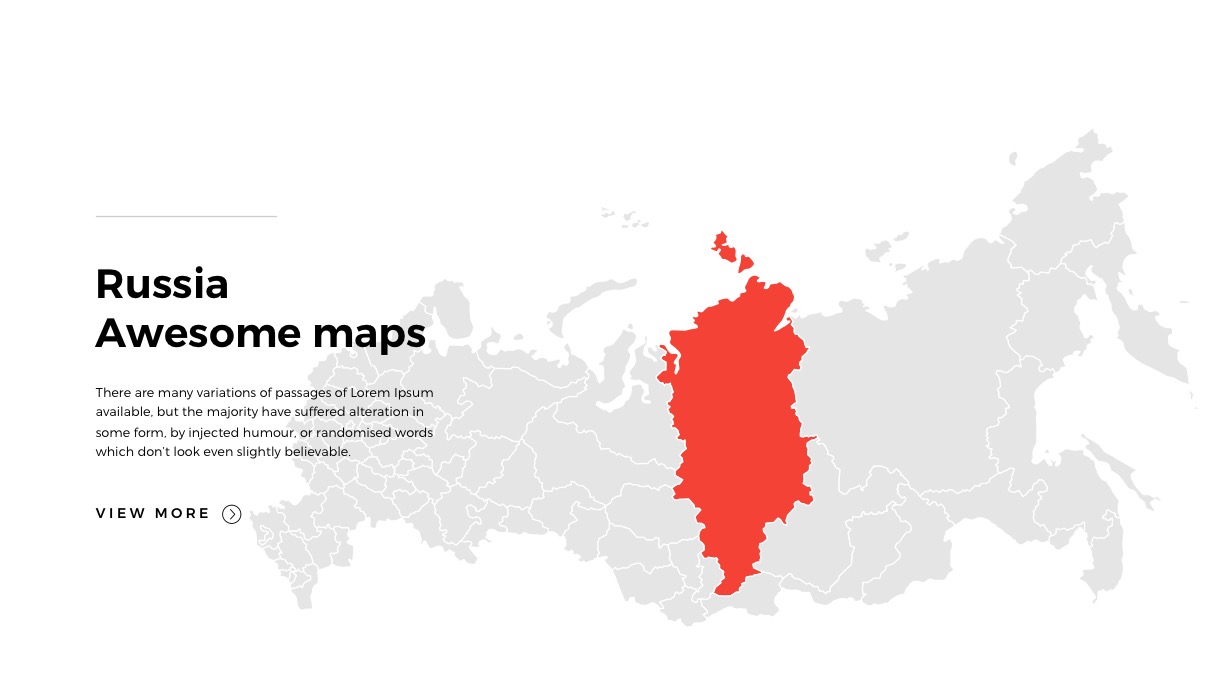 Russia
Awesome maps
There are many variations of passages of Lorem Ipsum
available, but the majority have suffered alteration in
some form, by injected humour, or randomised words
which don't look even slightly believable.
VIEW MORE